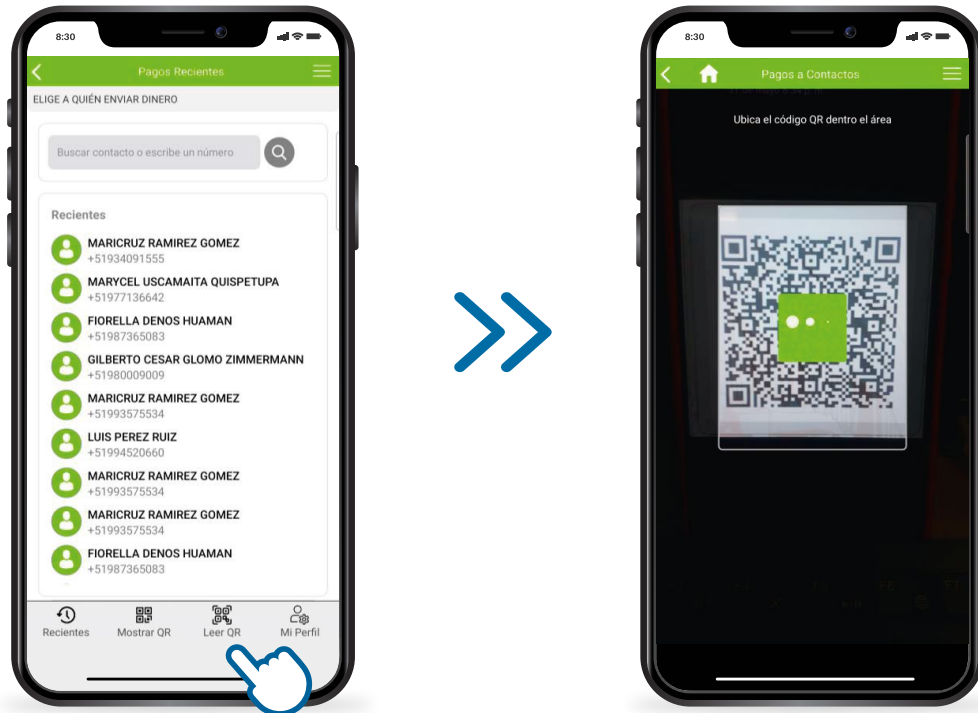 8:30
Pagos Recientes
ELIGE A QUIÉN ENVIAR DINERO
Buscar contacto o escribe un número
Recientes
MARICRUZ RAMIREZ GOMEZ
+51934091555
MARYCEL USCAMAITA QUISPETUPA
+51977136642
FIORELLA DENOS HUAMAN
+51987365083
GILBERTO CESAR GLOMO ZIMMERMANN
+51980009009
MARICRUZ RAMIREZ GOMEZ
+51993575534
LUIS PEREZ RUIZ
+51994520660
MARICRUZ RAMIREZ GOMEZ
+51993575534
MARICRUZ RAMIREZ GOMEZ
+51993575534
FIORELLA DENOS HUAMAN
+51987365083
Recientes Mostrar QR Leer QR Mi Perfil
8:30
Pagos a Contactos
Ubica el código QR dentro el área